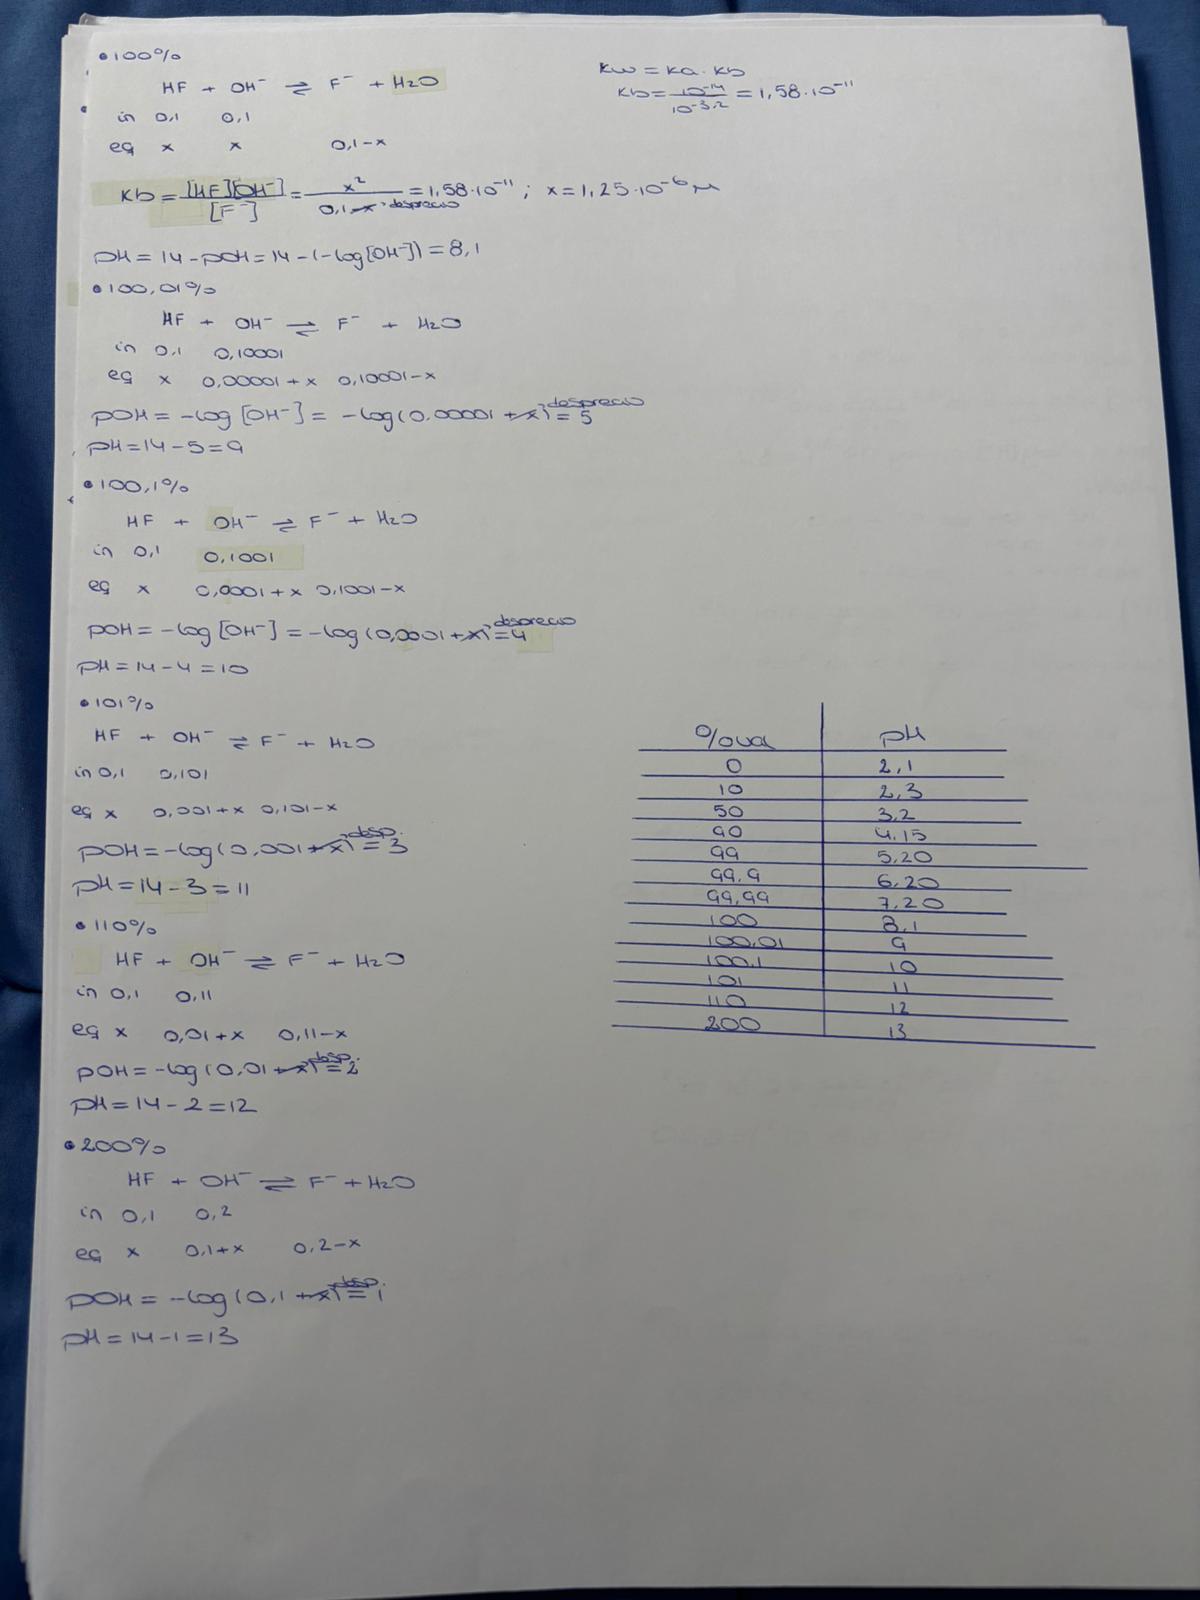 • 100%
HF + OH⁻ ⇌ F⁻ + H2O
in 0,1 0,1
eq x x 0,1-x
Kw = Ka · Kb
Kb = 10⁻¹⁴/10⁻³·² = 1,58·10⁻¹¹
Kb = [HF][OH⁻]/[F⁻] = x²/0,1-x desprecio = 1,58·10⁻¹¹ ; x = 1,25·10⁻⁶ M
pH = 14 - pOH = 14 - (-log[OH⁻]) = 8,1
• 100,01%
HF + OH⁻ ⇌ F⁻ + H2O
in 0,1 0,10001
eq x 0,00001+x 0,10001-x
pOH = -log [OH⁻] = -log(0.00001 + x) desprecio = 5
pH = 14 - 5 = 9
• 100,1%
HF + OH⁻ ⇌ F⁻ + H2O
in 0,1 0,1001
eq x 0,0001+x 0,1001-x
pOH = -log [OH⁻] = -log(0,0001 + x) desprecio = 4
pH = 14 - 4 = 10
• 101%
HF + OH⁻ ⇌ F⁻ + H2O
in 0,1 0,101
eq x 0,001+x 0,101-x
pOH = -log(0,001 + x) desp. = 3
pH = 14 - 3 = 11
• 110%
HF + OH⁻ ⇌ F⁻ + H2O
in 0,1 0,11
eq x 0,01+x 0,11-x
pOH = -log(0,01 + x) desp. = 2
pH = 14 - 2 = 12
• 200%
HF + OH⁻ ⇌ F⁻ + H2O
in 0,1 0,2
eq x 0,1+x 0,2-x
pOH = -log(0,1 + x) desp. = 1
pH = 14 - 1 = 13
%val pH
0 2,1
10 2,3
50 3,2
90 4,15
99 5,20
99,9 6,20
99,99 7,20
100 8,1
100,01 9
100,1 10
101 11
110 12
200 13